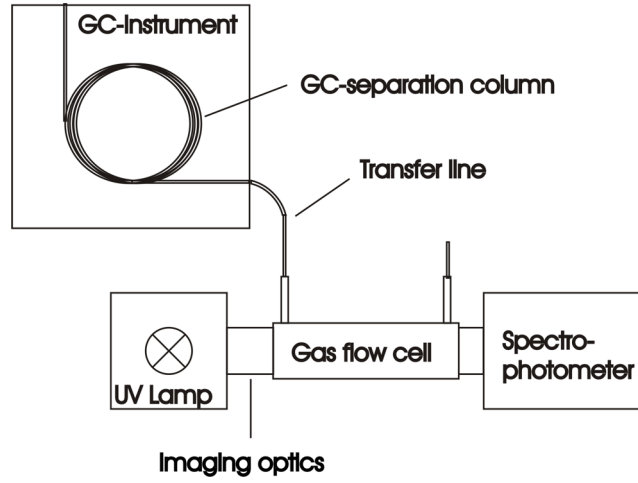 GC-Instrument
GC-separation column
Transfer line
Gas flow cell
Spectro-
photometer
UV Lamp
Imaging optics